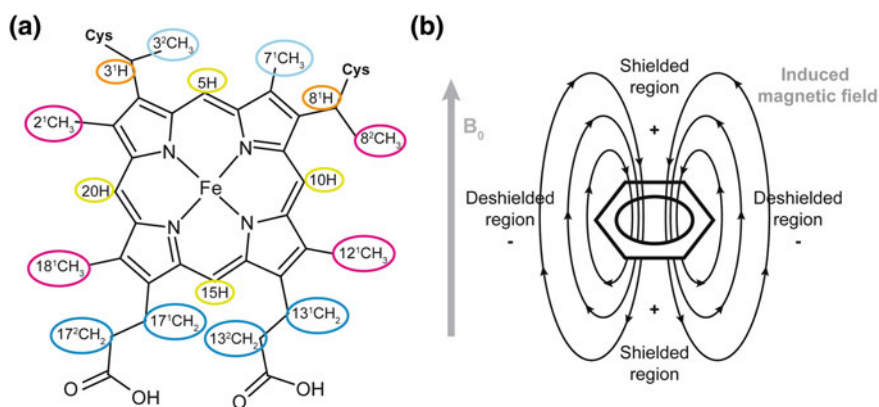 (a)
Cys
3²CH₃
7¹CH₃
3¹H
5H
Cys
8¹H
2¹CH₃
8²CH₃
N
N
20H
Fe
10H
N
N
18¹CH₃
12¹CH₃
15H
17¹CH₂
13¹CH₂
17²CH₂
13²CH₂
O
OH
O
OH
(b)
Shielded
region
Induced
magnetic field
B₀
+
Deshielded
region
-
Deshielded
region
-
+
Shielded
region